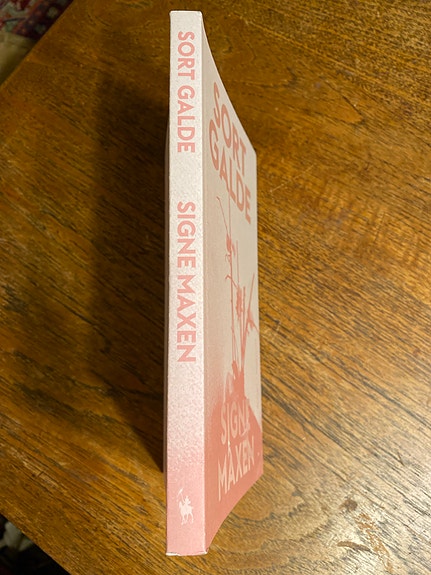 SORT GALDE
SIGNE MAXEN
SORT
GALDE
SIGNE
MAXEN